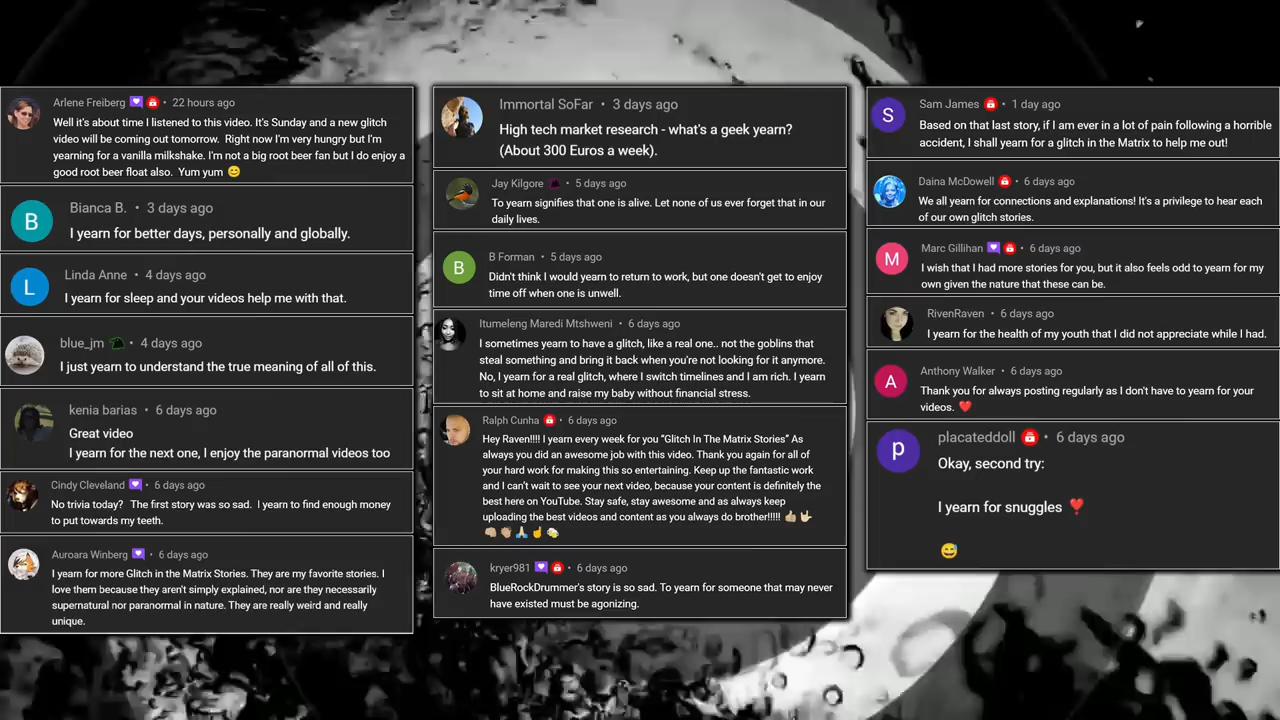 Arlene Freiberg • 22 hours ago
Well it's about time I listened to this video. It's Sunday and a new glitch
video will be coming out tomorrow. Right now I'm very hungry but I'm
yearning for a vanilla milkshake. I'm not a big root beer fan but I do enjoy a
good root beer float also. Yum yum 😊
B
Bianca B. • 3 days ago
I yearn for better days, personally and globally.
L
Linda Anne • 4 days ago
I yearn for sleep and your videos help me with that.
blue_jm • 4 days ago
I just yearn to understand the true meaning of all of this.
kenia barias • 6 days ago
Great video
I yearn for the next one, I enjoy the paranormal videos too
Cindy Cleveland • 6 days ago
No trivia today? The first story was so sad. I yearn to find enough money
to put towards my teeth.
Auroara Winberg • 6 days ago
I yearn for more Glitch in the Matrix Stories. They are my favorite stories. I
love them because they aren't simply explained, nor are they necessarily
supernatural nor paranormal in nature. They are really weird and really
unique.
Immortal SoFar • 3 days ago
High tech market research - what's a geek yearn?
(About 300 Euros a week).
Jay Kilgore • 5 days ago
To yearn signifies that one is alive. Let none of us ever forget that in our
daily lives.
B
B Forman • 5 days ago
Didn't think I would yearn to return to work, but one doesn't get to enjoy
time off when one is unwell.
Itumeleng Maredi Mtshweni • 6 days ago
I sometimes yearn to have a glitch, like a real one.. not the goblins that
steal something and bring it back when you're not looking for it anymore.
No, I yearn for a real glitch, where I switch timelines and I am rich. I yearn
to sit at home and raise my baby without financial stress.
Ralph Cunha • 6 days ago
Hey Raven!!!! I yearn every week for you “Glitch In The Matrix Stories” As
always you did an awesome job with this video. Thank you again for all of
your hard work for making this so entertaining. Keep up the fantastic work
and I can't wait to see your next video, because your content is definitely the
best here on YouTube. Stay safe, stay awesome and as always keep
uploading the best videos and content as you always do brother!!!!!
kryer981 • 6 days ago
BlueRockDrummer's story is so sad. To yearn for someone that may never
have existed must be agonizing.
S
Sam James • 1 day ago
Based on that last story, if I am ever in a lot of pain following a horrible
accident, I shall yearn for a glitch in the Matrix to help me out!
Daina McDowell • 6 days ago
We all yearn for connections and explanations! It's a privilege to hear each
of our own glitch stories.
M
Marc Gillihan • 6 days ago
I wish that I had more stories for you, but it also feels odd to yearn for my
own given the nature that these can be.
RivenRaven • 6 days ago
I yearn for the health of my youth that I did not appreciate while I had.
A
Anthony Walker • 6 days ago
Thank you for always posting regularly as I don't have to yearn for your
videos. ❤️
p
placateddoll • 6 days ago
Okay, second try:
I yearn for snuggles ❣️
😅